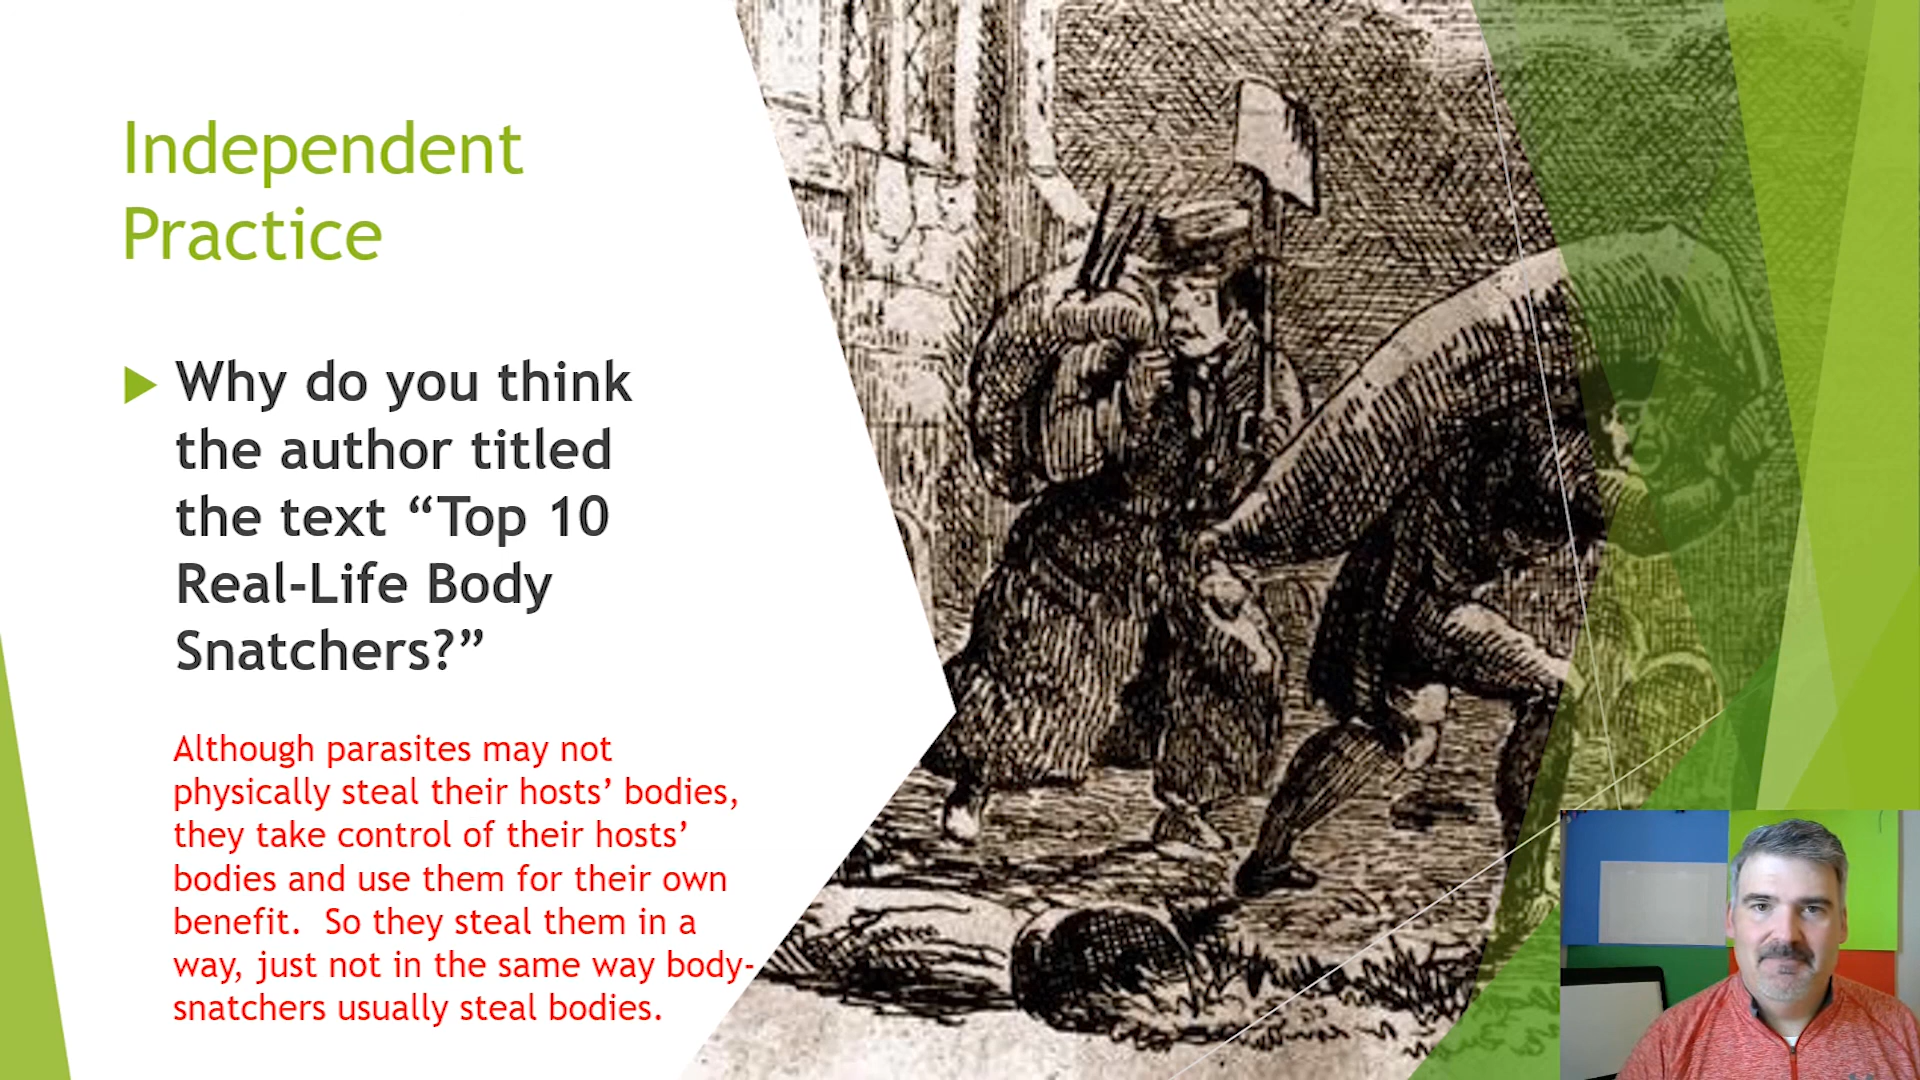 Independent
Practice
Why do you think
the author titled
the text “Top 10
Real-Life Body
Snatchers?”
Although parasites may not
physically steal their hosts’ bodies,
they take control of their hosts’
bodies and use them for their own
benefit.  So they steal them in a
way, just not in the same way body-
snatchers usually steal bodies.